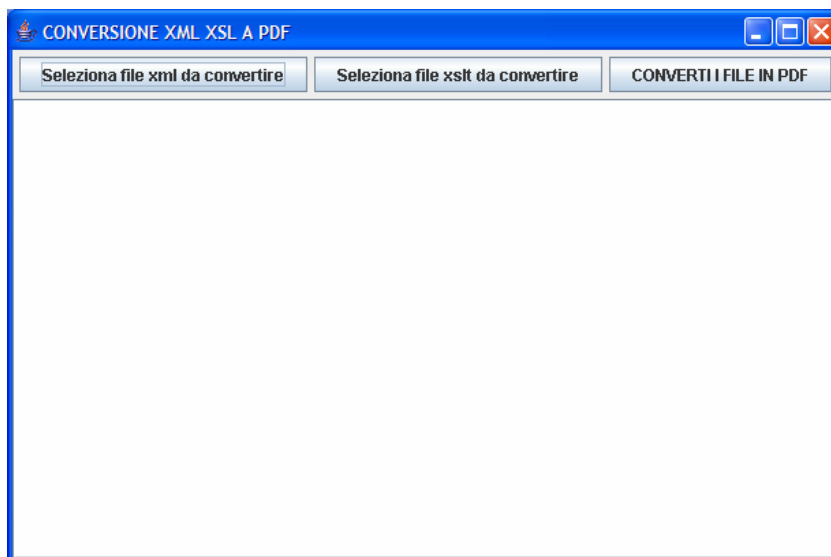 CONVERSIONE XML XSL A PDF
Seleziona file xml da convertire Seleziona file xslt da convertire CONVERTI I FILE IN PDF